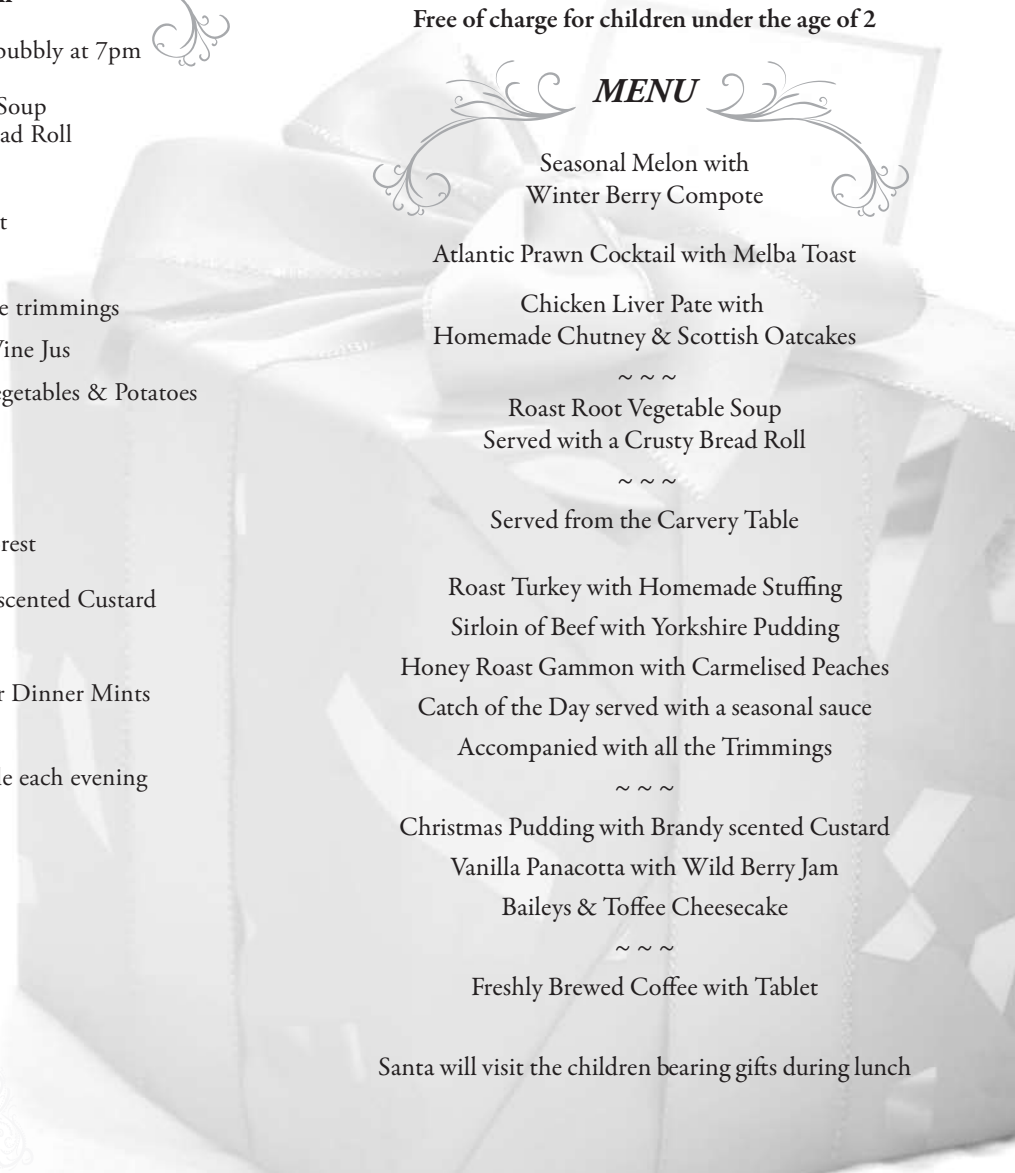 bubbly at 7pm
Soup
ad Roll
t
e trimmings
Vine Jus
egetables & Potatoes
rest
scented Custard
r Dinner Mints
le each evening
Free of charge for children under the age of 2
MENU
Seasonal Melon with
Winter Berry Compote
Atlantic Prawn Cocktail with Melba Toast
Chicken Liver Pate with
Homemade Chutney & Scottish Oatcakes
~ ~ ~
Roast Root Vegetable Soup
Served with a Crusty Bread Roll
~ ~ ~
Served from the Carvery Table
Roast Turkey with Homemade Stuffing
Sirloin of Beef with Yorkshire Pudding
Honey Roast Gammon with Carmelised Peaches
Catch of the Day served with a seasonal sauce
Accompanied with all the Trimmings
~ ~ ~
Christmas Pudding with Brandy scented Custard
Vanilla Panacotta with Wild Berry Jam
Baileys & Toffee Cheesecake
~ ~ ~
Freshly Brewed Coffee with Tablet
Santa will visit the children bearing gifts during lunch